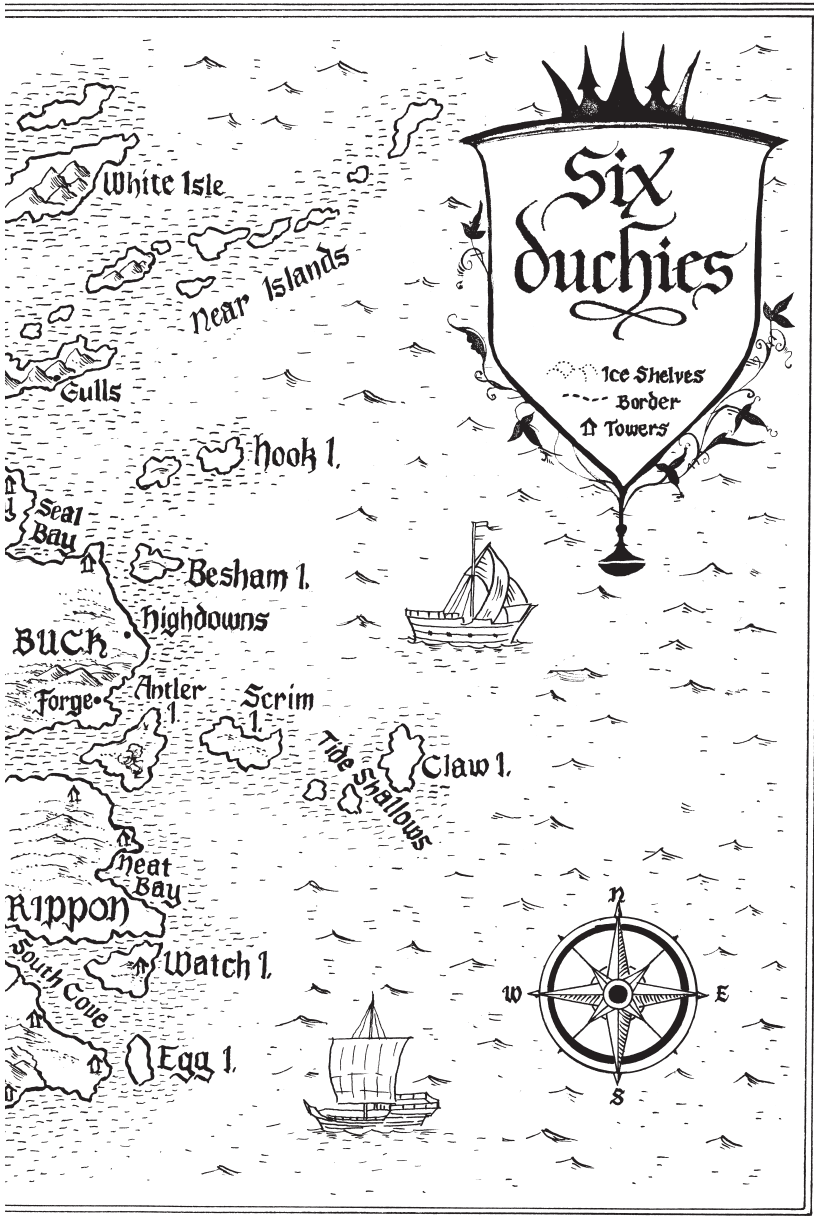 Six
Duchies
Ice Shelves
Border
Towers
White Isle
Near Islands
Gulls
Hook I.
Seal
Bay
Besham I.
Highdowns
BUCK
Forge
Antler
I.
Scrim
I.
Tide Shallows
Claw I.
Neat
Bay
RIPPON
South Cove
Watch I.
Egg I.
N
W
E
S